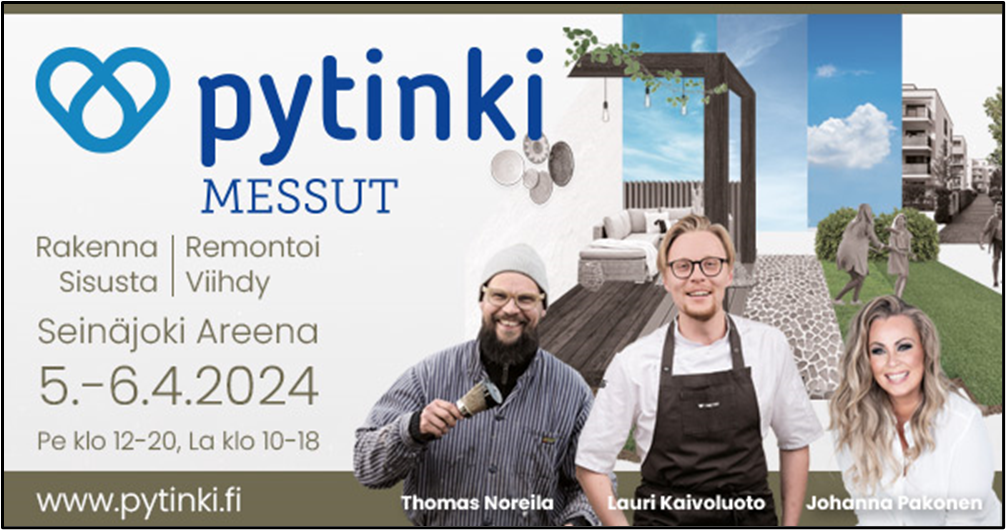 pytinki
MESSUT
Rakenna | Remontoi
Sisusta | Viihdy
Seinäjoki Areena
5.-6.4.2024
Pe klo 12-20, La klo 10-18
www.pytinki.fi
Thomas Noreila
Lauri Kaivoluoto
Johanna Pakonen